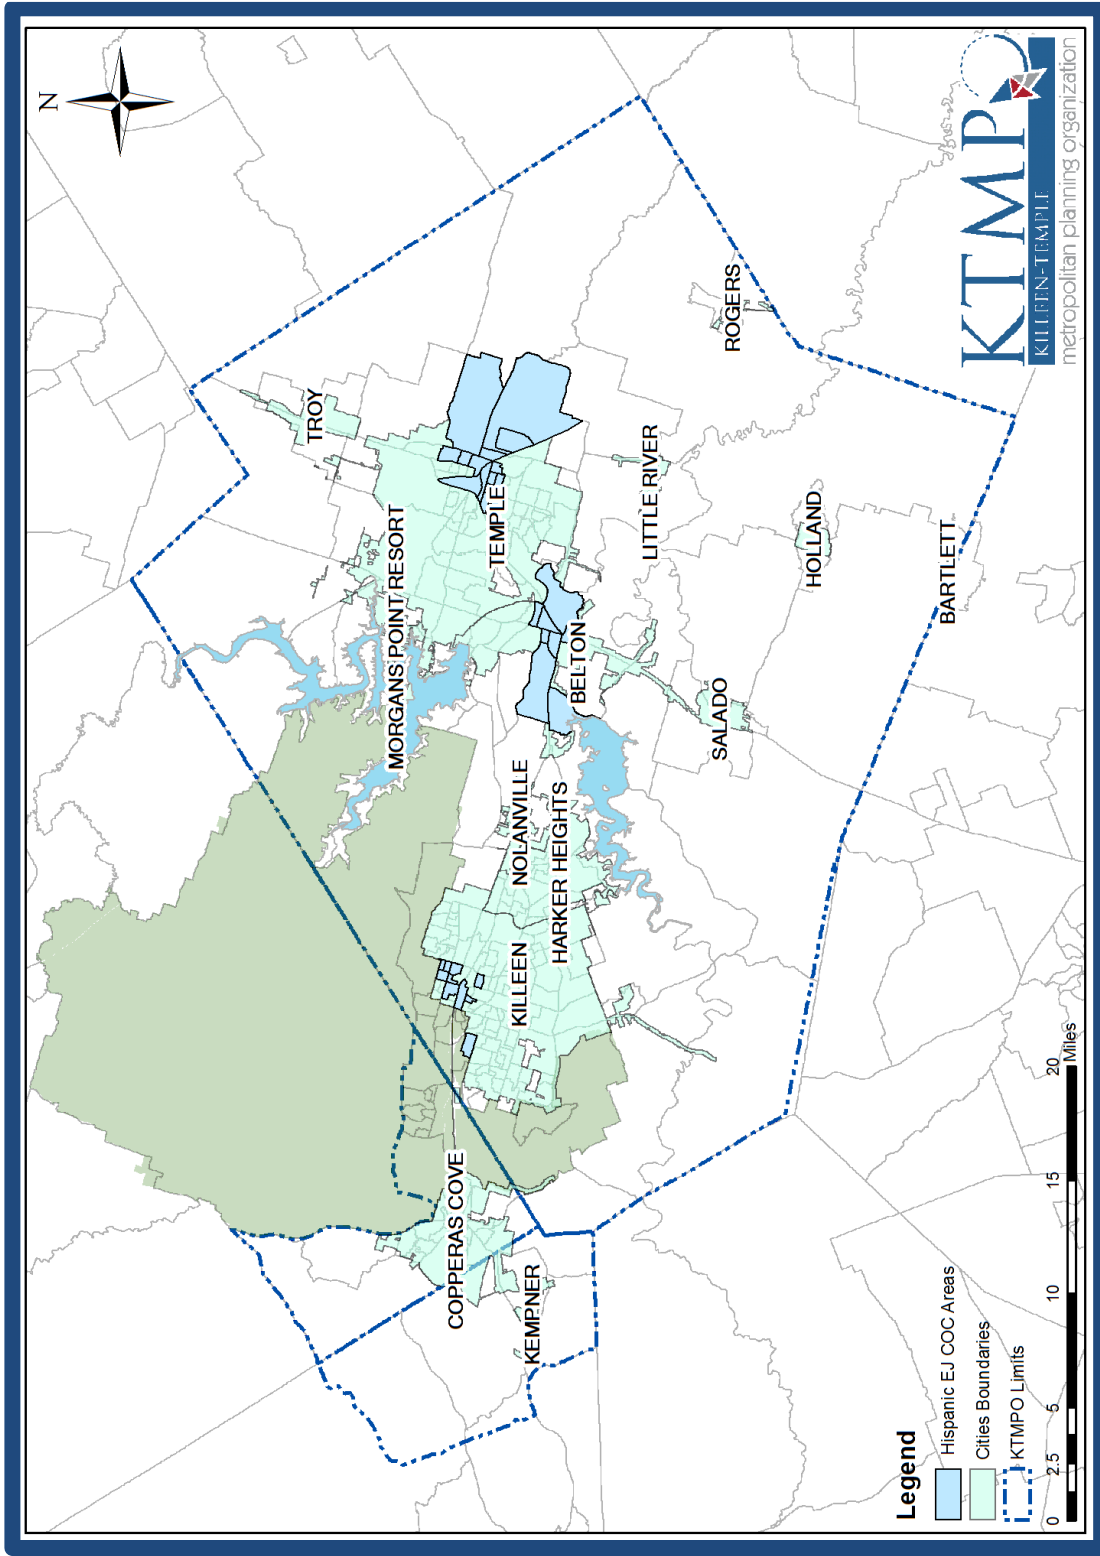 N
TROY
MORGANS POINT RESORT
TEMPLE
ROGERS
LITTLE RIVER
BELTON
HOLLAND
NOLANVILLE
HARKER HEIGHTS
KILLEEN
SALADO
BARTLETT
COPPERAS COVE
KEMPNER
Legend
Hispanic EJ COC Areas
Cities Boundaries
KTMPO Limits
0 2.5 5 10 15 20
Miles
KTMPO
KILLEEN-TEMPLE
metropolitan planning organization